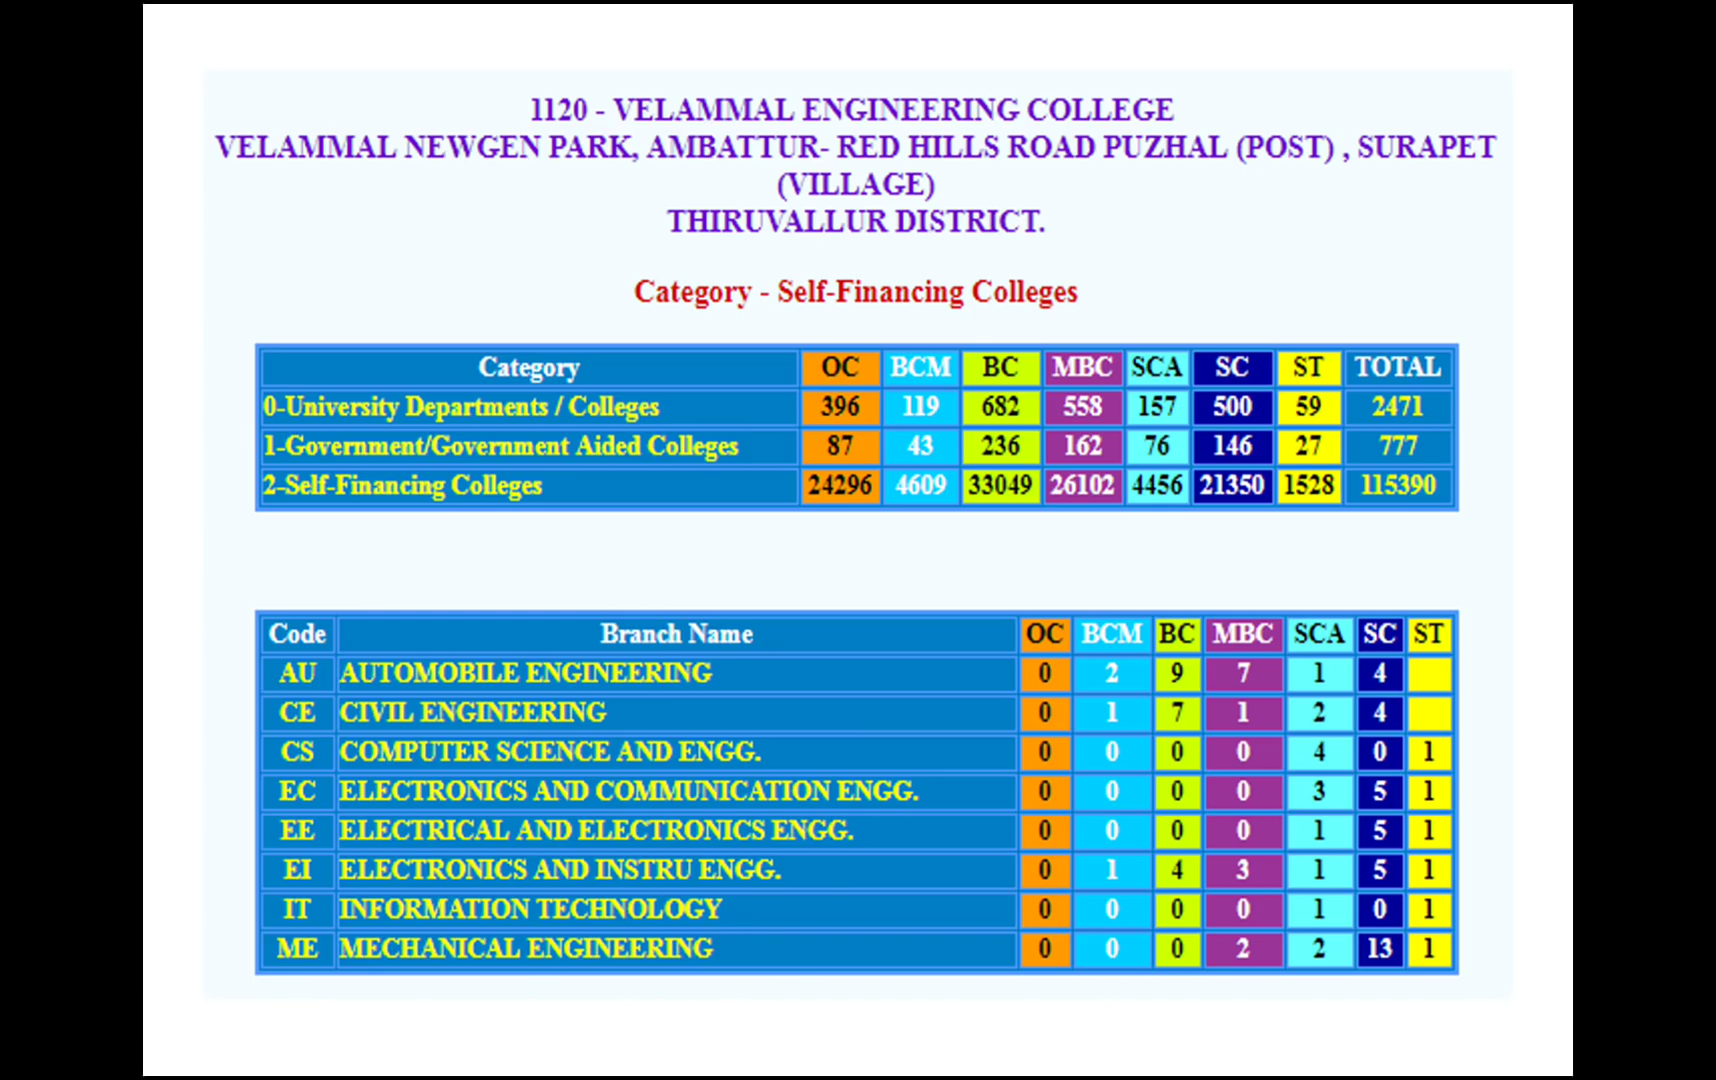 1120 - VELAMMAL ENGINEERING COLLEGE
VELAMMAL NEWGEN PARK, AMBATTUR- RED HILLS ROAD PUZHAL (POST) , SURAPET
(VILLAGE)
THIRUVALLUR DISTRICT.
Category - Self-Financing Colleges
Category OC BCM BC MBC SCA SC ST TOTAL
0-University Departments / Colleges 396 119 682 558 157 500 59 2471
1-Government/Government Aided Colleges 87 43 236 162 76 146 27 777
2-Self-Financing Colleges 24296 4609 33049 26102 4456 21350 1528 115390
Code Branch Name OC BCM BC MBC SCA SC ST
AU AUTOMOBILE ENGINEERING 0 2 9 7 1 4
CE CIVIL ENGINEERING 0 1 7 1 2 4
CS COMPUTER SCIENCE AND ENGG. 0 0 0 0 4 0 1
EC ELECTRONICS AND COMMUNICATION ENGG. 0 0 0 0 3 5 1
EE ELECTRICAL AND ELECTRONICS ENGG. 0 0 0 0 1 5 1
EI ELECTRONICS AND INSTRU ENGG. 0 1 4 3 1 5 1
IT INFORMATION TECHNOLOGY 0 0 0 0 1 0 1
ME MECHANICAL ENGINEERING 0 0 0 2 2 13 1